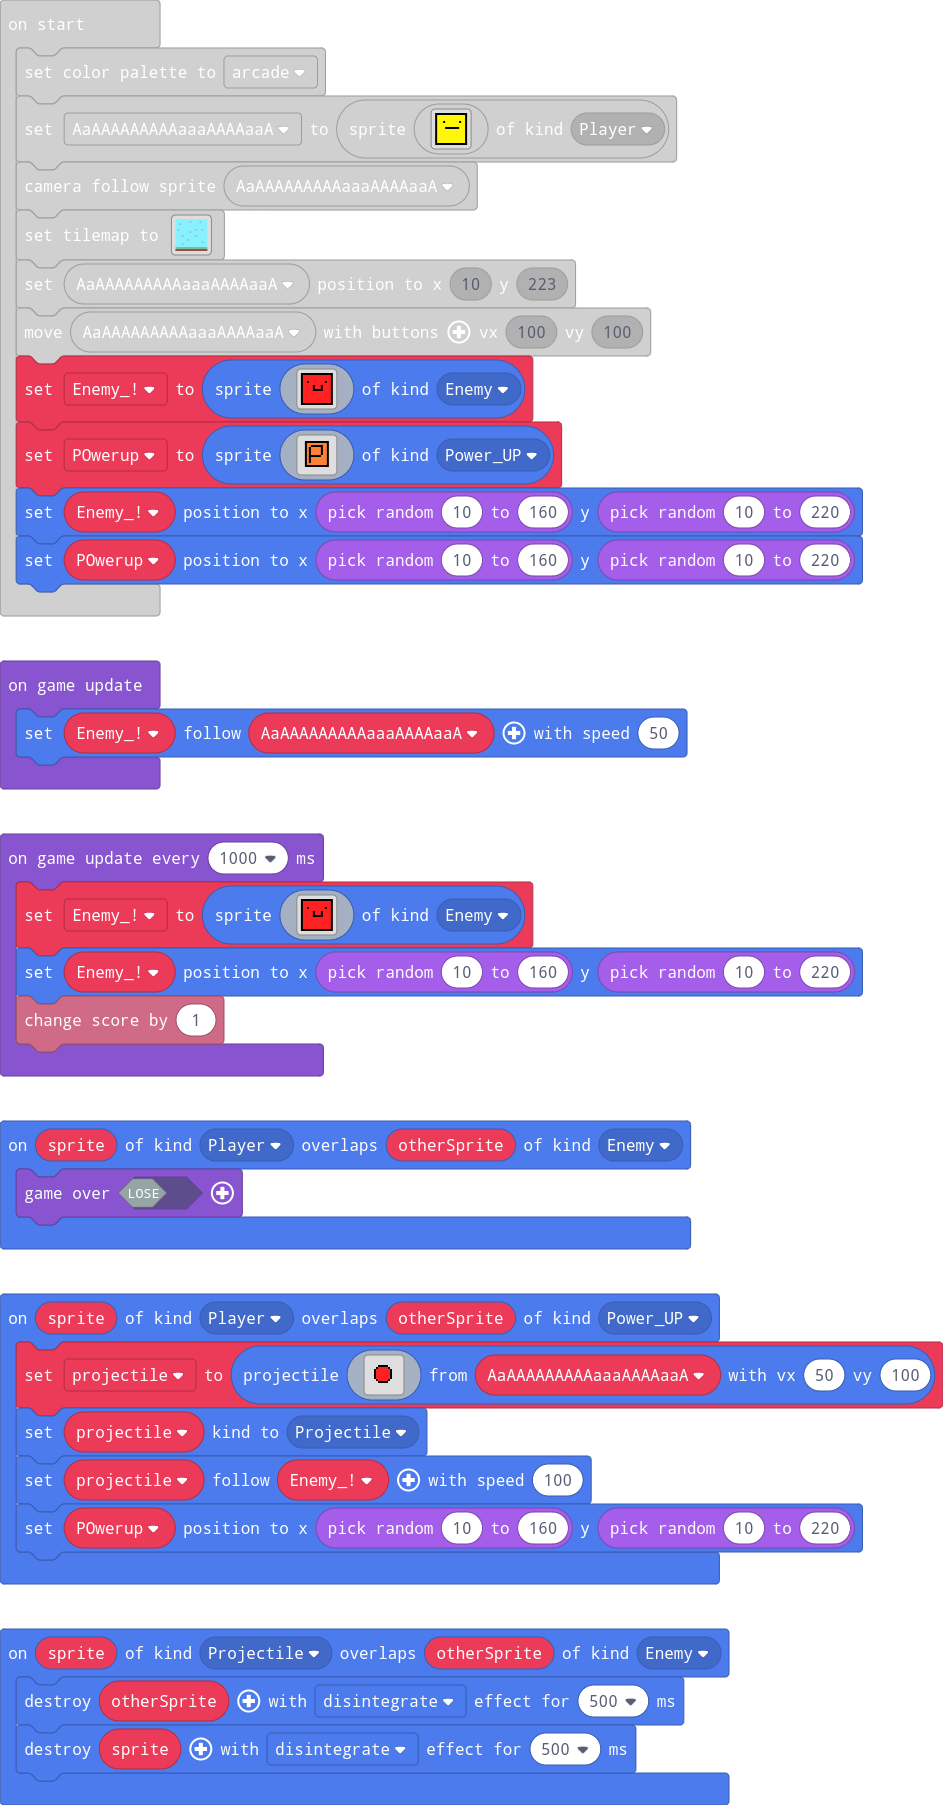 on start
set color palette to arcade
set AaAAAAAAAAAaaaAAAAaaA to sprite of kind Player
camera follow sprite AaAAAAAAAAAaaaAAAAaaA
set tilemap to
set AaAAAAAAAAAaaaAAAAaaA position to x 10 y 223
move AaAAAAAAAAAaaaAAAAaaA with buttons vx 100 vy 100
set Enemy_! to sprite of kind Enemy
set POwerup to sprite P of kind Power_UP
set Enemy_! position to x pick random 10 to 160 y pick random 10 to 220
set POwerup position to x pick random 10 to 160 y pick random 10 to 220
on game update
set Enemy_! follow AaAAAAAAAAAaaaAAAAaaA with speed 50
on game update every 1000 ms
set Enemy_! to sprite of kind Enemy
set Enemy_! position to x pick random 10 to 160 y pick random 10 to 220
change score by 1
on sprite of kind Player overlaps otherSprite of kind Enemy
game over LOSE
on sprite of kind Player overlaps otherSprite of kind Power_UP
set projectile to projectile from AaAAAAAAAAAaaaAAAAaaA with vx 50 vy 100
set projectile kind to Projectile
set projectile follow Enemy_! with speed 100
set POwerup position to x pick random 10 to 160 y pick random 10 to 220
on sprite of kind Projectile overlaps otherSprite of kind Enemy
destroy otherSprite with disintegrate effect for 500 ms
destroy sprite with disintegrate effect for 500 ms